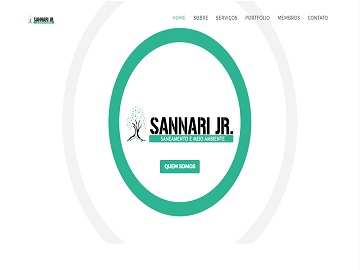 SANNARI JR.
HOME SOBRE SERVIÇOS PORTFÓLIO MEMBROS CONTATO
SANNARI JR.
SANEAMENTO E MEIO AMBIENTE
QUEM SOMOS